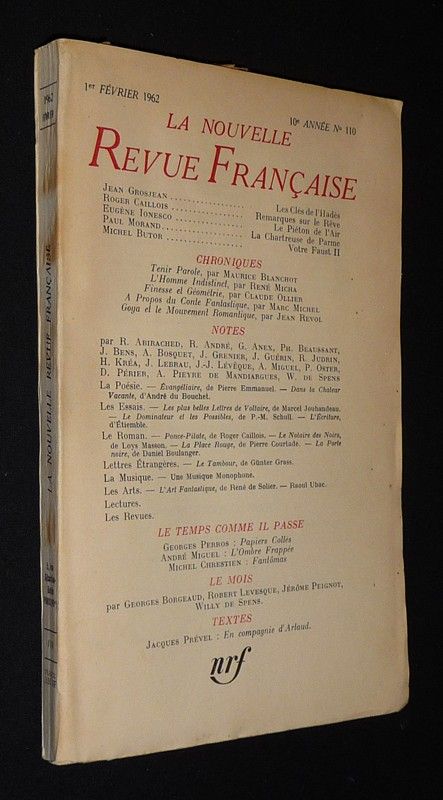 1er FÉVRIER 1962
10e ANNÉE No 110
LA NOUVELLE
REVUE FRANÇAISE
JEAN GROSJEAN .................... Les Clés de l'Hadès
ROGER CAILLOIS .................... Remarques sur le Rêve
EUGÈNE IONESCO .................... Le Piéton de l'Air
PAUL MORAND .................... La Chartreuse de Parme
MICHEL BUTOR .................... Votre Faust II
CHRONIQUES
Tenir Parole, par MAURICE BLANCHOT
L'Homme Indistinct, par RENÉ MICHA
Finesse et Géométrie, par CLAUDE OLLIER
A Propos du Conte Fantastique, par MARC MICHEL
Goya et le Mouvement Romantique, par JEAN REVOL
NOTES
par R. ABIRACHED, R. ANDRÉ, G. ANEX, PH. BEAUSSANT,
J. BENS, A. BOSQUET, J. GRENIER, J. GUÉRIN, R. JUDRIN,
H. KRÉA, J. LEBRAU, J.-J. LÉVÊQUE, A. MIGUEL, P. OSTER,
D. PÉRIER, A. PIEYRE DE MANDIARGUES, W. DE SPENS
La Poésie. — Évangéliaire, de Pierre Emmanuel. — Dans la Chaleur
Vacante, d'André du Bouchet.
Les Essais. — Les plus belles Lettres de Voltaire, de Marcel Jouhandeau.
— Le Dominateur et les Possibles, de P.-M. Schull. — L'Écriture,
d'Étiemble.
Le Roman. — Ponce-Pilate, de Roger Caillois. — Le Notaire des Noirs,
de Loys Masson. — La Place Rouge, de Pierre Courtade. — La Porte
noire, de Daniel Boulanger.
Lettres Étrangères. — Le Tambour, de Günter Grass.
La Musique. — Une Musique Monophone.
Les Arts. — L'Art Fantastique, de René de Solier. — Raoul Ubac.
Lectures.
Les Revues.
LE TEMPS COMME IL PASSE
GEORGES PERROS : Papiers Collés
ANDRÉ MIGUEL : L'Ombre Frappée
MICHEL CHRESTIEN : Fantômas
LE MOIS
par GEORGES BORGEAUD, ROBERT LEVESQUE, JÉRÔME PEIGNOT,
WILLY DE SPENS.
TEXTES
JACQUES PRÉVEL : En compagnie d'Artaud.
nrf
1962
LA NOUVELLE REVUE FRANÇAISE